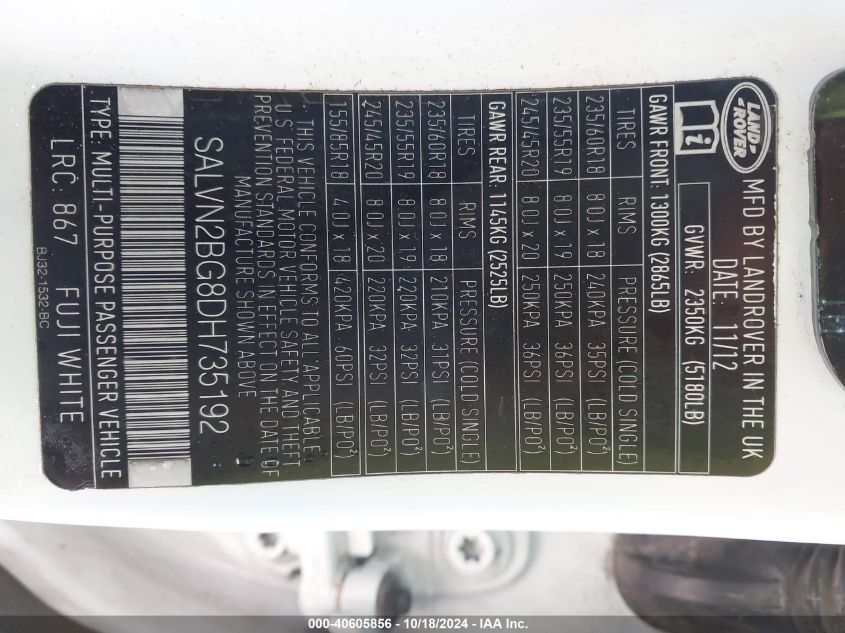 LAND
ROVER
MFD BY LANDROVER IN THE UK
DATE: 11/12
GVWR: 2350KG (5180LB)
GAWR FRONT: 1300KG (2865LB)
TIRES RIMS PRESSURE (COLD SINGLE)
235/60R18 8.0J x 18 240KPA 35PSI (LB/PO²)
235/55R19 8.0J x 19 250KPA 36PSI (LB/PO²)
245/45R20 8.0J x 20 250KPA 36PSI (LB/PO²)
GAWR REAR: 1145KG (2525LB)
TIRES RIMS PRESSURE (COLD SINGLE)
235/60R18 8.0J x 18 210KPA 31PSI (LB/PO²)
235/55R19 8.0J x 19 220KPA 32PSI (LB/PO²)
245/45R20 8.0J x 20 220KPA 32PSI (LB/PO²)
155/85R18 4.0J x 18 420KPA 60PSI (LB/PO²)
THIS VEHICLE CONFORMS TO ALL APPLICABLE
U.S. FEDERAL MOTOR VEHICLE SAFETY AND THEFT
PREVENTION STANDARDS IN EFFECT ON THE DATE OF
MANUFACTURE SHOWN ABOVE
SALVN2BG8DH735192
TYPE: MULTI-PURPOSE PASSENGER VEHICLE
LRC: 867 FUJI WHITE
BJ32-1532-BC
000-40605856 - 10/18/2024 - IAA Inc.